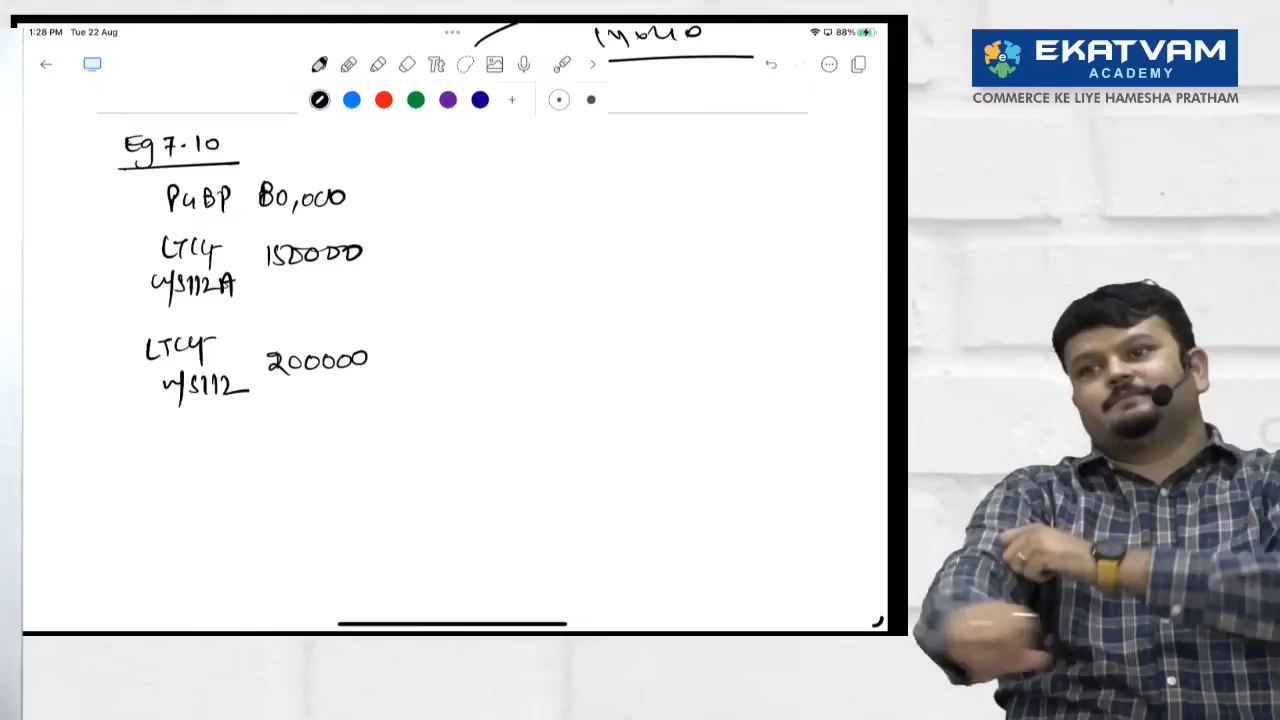 1:28 PM Tue 22 Aug
88%
Tt
EKATVAM
ACADEMY
COMMERCE KE LIYE HAMESHA PRATHAM
Eg 7.10
PGBP 80,000
LTCG 150000
u/s112A
LTCG 200000
u/s112